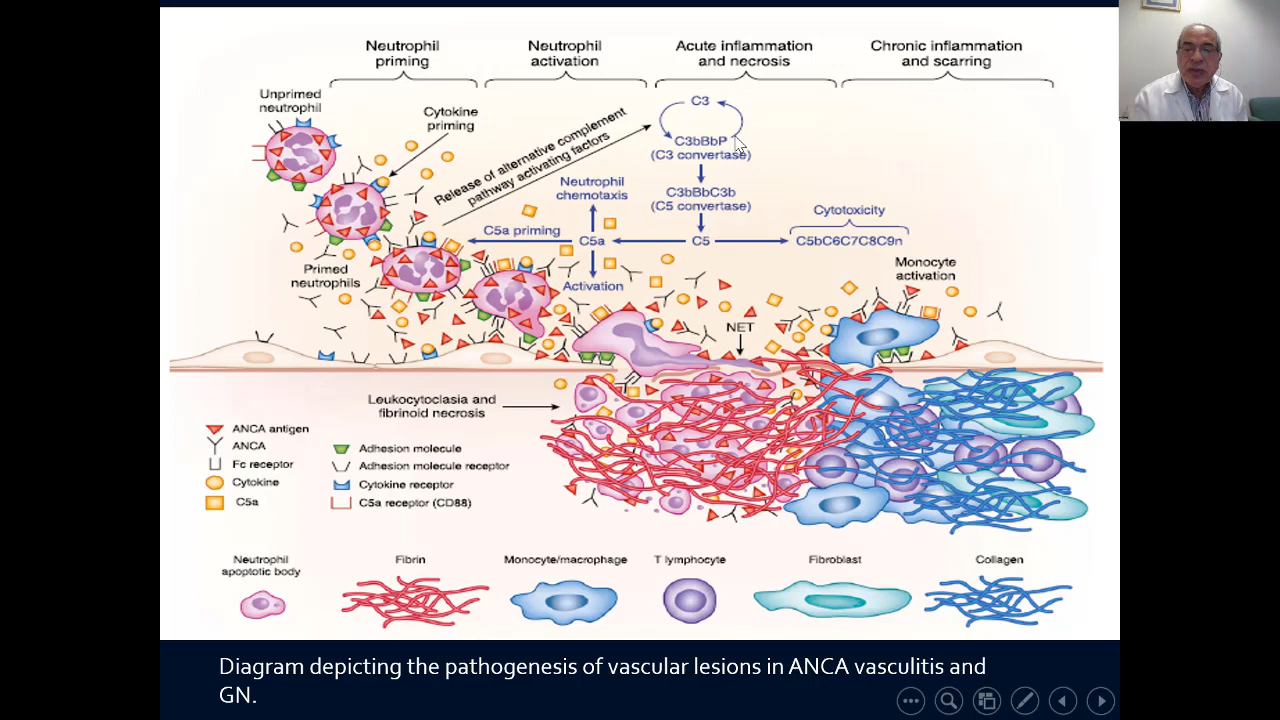 Neutrophil
priming
Neutrophil
activation
Acute inflammation
and necrosis
Chronic inflammation
and scarring
Unprimed
neutrophil
Cytokine
priming
Release of alternative complement
pathway activating factors
C3
C3bBbP
(C3 convertase)
C3bBbC3b
(C5 convertase)
Neutrophil
chemotaxis
C5a priming
C5a
C5
Cytotoxicity
C5bC6C7C8C9n
Activation
Primed
neutrophils
Monocyte
activation
NET
Leukocytoclasia and
fibrinoid necrosis
ANCA antigen
ANCA
Fc receptor
Cytokine
C5a
Adhesion molecule
Adhesion molecule receptor
Cytokine receptor
C5a receptor (CD88)
Neutrophil
apoptotic body
Fibrin
Monocyte/macrophage
T lymphocyte
Fibroblast
Collagen
Diagram depicting the pathogenesis of vascular lesions in ANCA vasculitis and
GN.